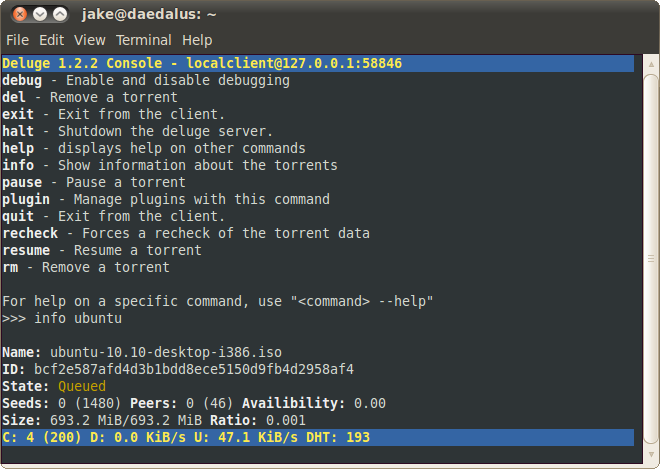 jake@daedalus: ~
File Edit View Terminal Help
Deluge 1.2.2 Console - localclient@127.0.0.1:58846
debug - Enable and disable debugging
del - Remove a torrent
exit - Exit from the client.
halt - Shutdown the deluge server.
help - displays help on other commands
info - Show information about the torrents
pause - Pause a torrent
plugin - Manage plugins with this command
quit - Exit from the client.
recheck - Forces a recheck of the torrent data
resume - Resume a torrent
rm - Remove a torrent
For help on a specific command, use "<command> --help"
>>> info ubuntu
Name: ubuntu-10.10-desktop-i386.iso
ID: bcf2e587afd4d3b1bdd8ece5150d9fb4d2958af4
State: Queued
Seeds: 0 (1480) Peers: 0 (46) Availibility: 0.00
Size: 693.2 MiB/693.2 MiB Ratio: 0.001
C: 4 (200) D: 0.0 KiB/s U: 47.1 KiB/s DHT: 193